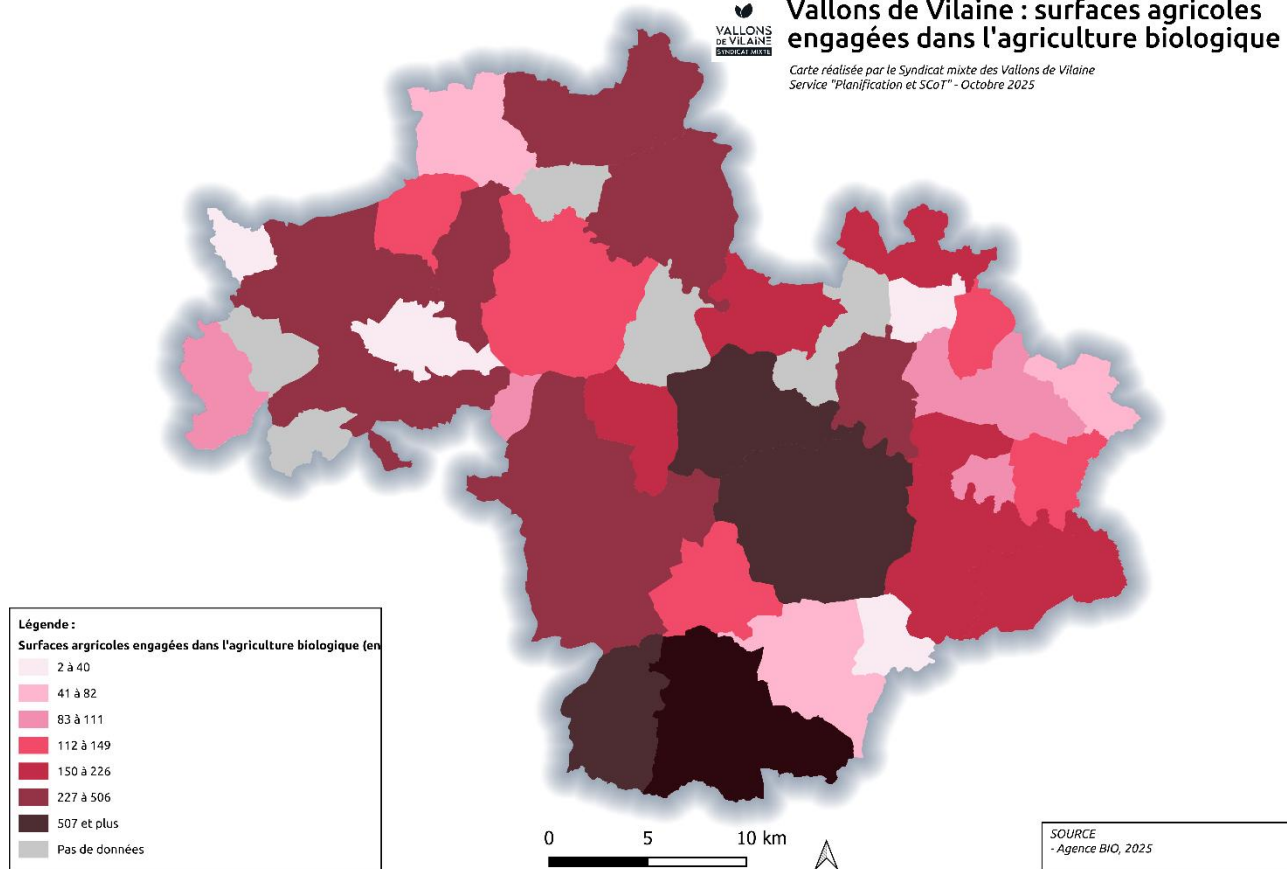 VALLONS
DE VILAINE
SYNDICAT MIXTE
Vallons de Vilaine : surfaces agricoles
engagées dans l'agriculture biologique
Carte réalisée par le Syndicat mixte des Vallons de Vilaine
Service "Planification et SCoT" - Octobre 2025
Légende :
Surfaces argricoles engagées dans l'agriculture biologique (en
2 à 40
41 à 82
83 à 111
112 à 149
150 à 226
227 à 506
507 et plus
Pas de données
0 5 10 km
SOURCE
- Agence BIO, 2025